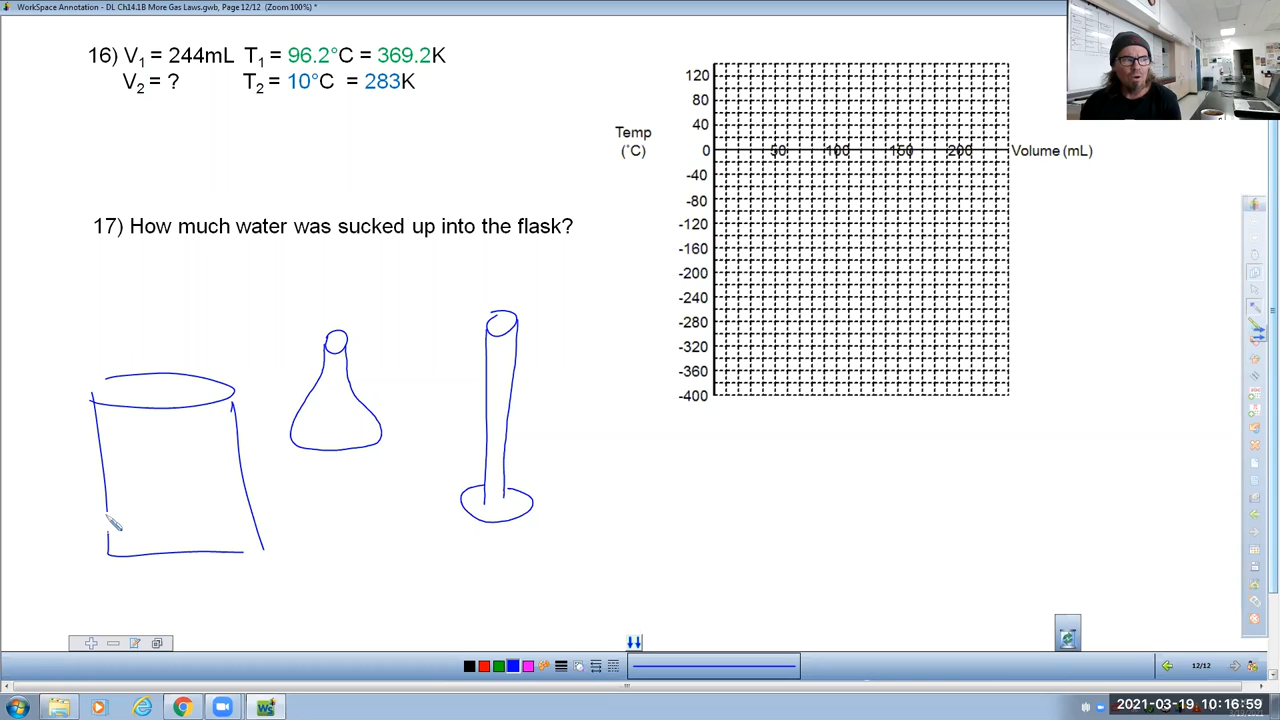 WorkSpace Annotation - DL Ch14.1B More Gas Laws.gwb, Page 12/12 (Zoom 100%) *
16) V₁ = 244mL T₁ = 96.2°C = 369.2K
V₂ = ? T₂ = 10°C = 283K
17) How much water was sucked up into the flask?
Temp
(˚C)
120
80
40
0
-40
-80
-120
-160
-200
-240
-280
-320
-360
-400
50 100 150 200
Volume (mL)
12/12
2021-03-19 10:16:59